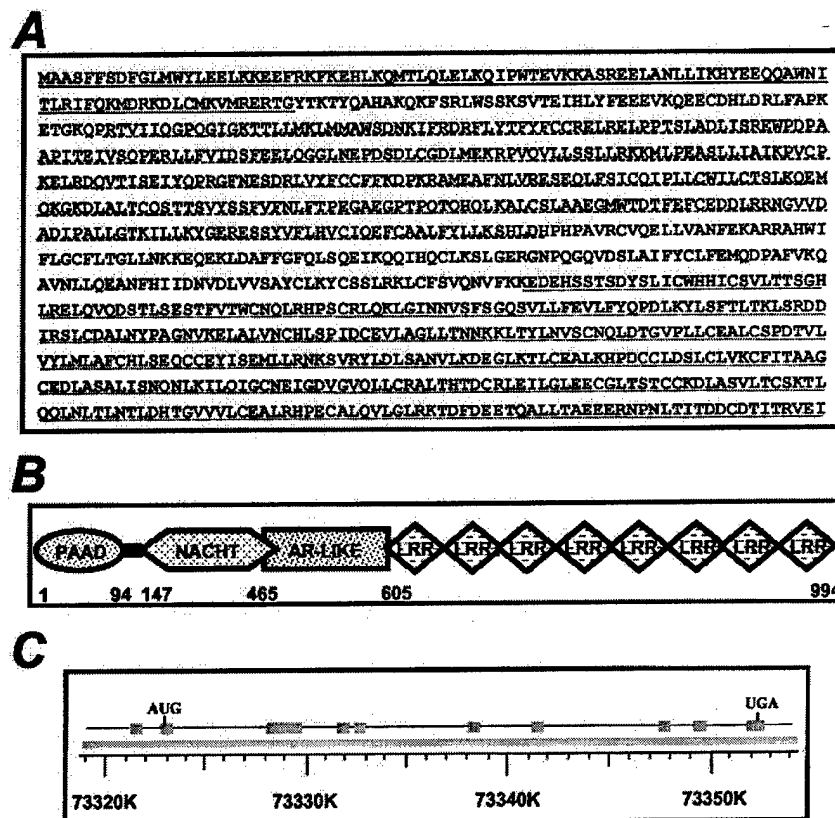 A
MAASFFSDFGLMWYLEELKKEEFRKFKEHLKQMTLQLELKQIPWTEVKKASREELANLLIKHYEEQQAWNI
TLRIFQKMDRKDLCMKVMRERTGYTKTYQAHAKQKFSRLWSSKSVTEIHLYFEEEVKQEECDHLDRLFAPK
ETGKQPRTVIIQGPQGIGKTTLLMKLMMAWSDNKIFRDRFLYTFYFCCRELRELPPTSLADLISREWPDPA
APITEIVSQPERLLFVIDSFEELQGGLNEPDSDLCGDLMEKRPVQVLLSSLLRKKMLPEASLLIAIKPVCP
KELRDQVTISEIYQPRGFNESDRLVYFCCFFKDPKRAMEAFNLVRESEQLFSICQIPLLCWILCTSLKQEM
QKGKDLALTCQSTTSVYSSFVFNLFTPEGAEGPTPQTQHQLKALCSLAAEGMWTDTFEFCEDDLRRNGVVD
ADIPALLGTKILLKYGERESSYVFLHVCIQEFCAALFYLLKSHLDHPHPAVRCVQELLVANFEKARRAHWI
FLGCFLTGLLNKKEQEKLDAFFGFQLSQEIKQQIHQCLKSLGERGNPQGQVDSLAIFYCLFEMQDPAFVKQ
AVNLLQEANFHIIDNVDLVVSAYCLKYCSSLRKLCFSVQNVFKKEDEHSSTSDYSLICWHHICSVLTTSGH
LRELQVQDSTLSESTFVTWCNQLRHPSCRLQKLGINNVSFSGQSVLLFEVLFYQPDLKYLSFTLTKLSRDD
IRSLCDALNYPAGNVKELALVNCHLSPIDCEVLAGLLTNNKKLTYLNVSCNQLDTGVPLLCEALCSPDTVL
VYLMLAFCHLSEQCCEYISEMLLRNKSVRYLDLSANVLKDEGLKTLCEALKHPDCCLDSLCLVKCFITAAG
CEDLASALISNQNLKILQIGCNEIGDVGVQLLCRALTHTDCRLEILGLEECGLTSTCCKDLASVLTCSKTL
QQLNLTLNTLDHTGVVVLCEALRHPECALQVLGLRKTDFDEETQALLTAEEERNPNLTITDDCDTITRVEI
B
PAAD NACHT AR-LIKE LRR LRR LRR LRR LRR LRR LRR LRR
1 94 147 465 605 994
C
AUG UGA
73320K 73330K 73340K 73350K